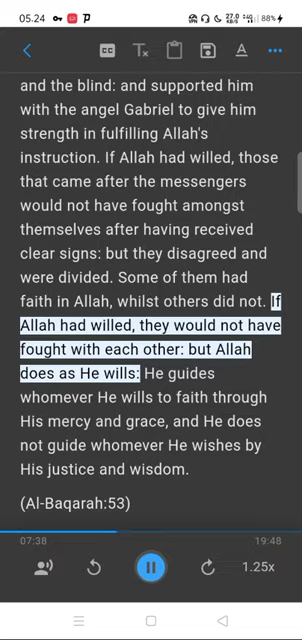 05.24
27.0 KB/S
88%
CC
and the blind: and supported him
with the angel Gabriel to give him
strength in fulfilling Allah's
instruction. If Allah had willed, those
that came after the messengers
would not have fought amongst
themselves after having received
clear signs: but they disagreed and
were divided. Some of them had
faith in Allah, whilst others did not. If
Allah had willed, they would not have
fought with each other: but Allah
does as He wills: He guides
whomever He wills to faith through
His mercy and grace, and He does
not guide whomever He wishes by
His justice and wisdom.
(Al-Baqarah:53)
07:38
19:48
1.25x